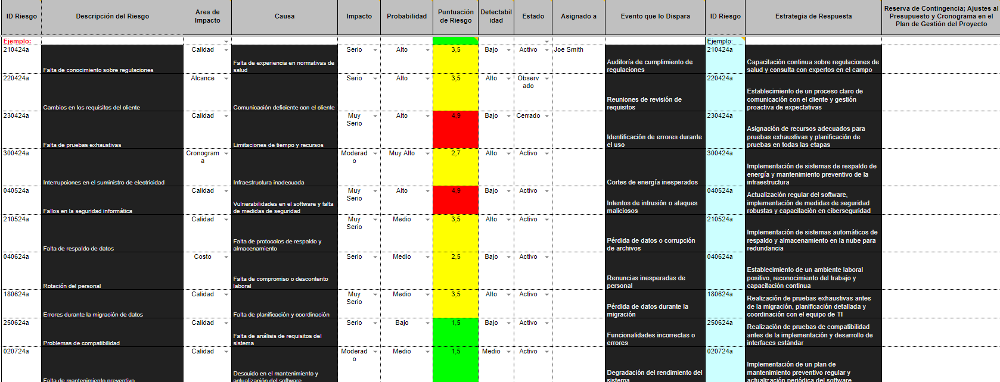 ID Riesgo
Descripción del Riesgo
Area de
Impacto
Causa
Impacto
Probabilidad
Puntuación
de Riesgo
Detectabil
idad
Estado
Asignado a
Evento que lo Dispara
ID Riesgo
Estrategia de Respuesta
Reserva de Contingencia; Ajustes al
Presupuesto y Cronograma en el
Plan de Gestión del Proyecto
Ejemplo:
Ejemplo:
210424a
Falta de conocimiento sobre regulaciones
Calidad
Falta de experiencia en normativas de
salud
Serio
Alto
3,5
Bajo
Activo
Joe Smith
Auditoría de cumplimiento de
regulaciones
210424a
Capacitación continua sobre regulaciones de
salud y consulta con expertos en el campo
220424a
Cambios en los requisitos del cliente
Alcance
Comunicación deficiente con el cliente
Serio
Alto
3,5
Alto
Observ
ado
Reuniones de revisión de
requisitos
220424a
Establecimiento de un proceso claro de
comunicación con el cliente y gestión
proactiva de expectativas
230424a
Falta de pruebas exhaustivas
Calidad
Limitaciones de tiempo y recursos
Muy
Serio
Alto
4,9
Bajo
Cerrado
Identificación de errores durante
el uso
230424a
Asignación de recursos adecuados para
pruebas exhaustivas y planificación de
pruebas en todas las etapas
300424a
Interrupciones en el suministro de electricidad
Cronogram
a
Infraestructura inadecuada
Moderad
o
Muy Alto
2,7
Alto
Activo
Cortes de energía inesperados
300424a
Implementación de sistemas de respaldo de
energía y mantenimiento preventivo de la
infraestructura
040524a
Fallos en la seguridad informática
Calidad
Vulnerabilidades en el software y falta
de medidas de seguridad
Muy
Serio
Alto
4,9
Bajo
Activo
Intentos de intrusión o ataques
maliciosos
040524a
Actualización regular del software,
implementación de medidas de seguridad
robustas y capacitación en ciberseguridad
210524a
Falta de respaldo de datos
Calidad
Falta de protocolos de respaldo y
almacenamiento
Muy
Serio
Medio
3,5
Alto
Activo
Pérdida de datos o corrupción
de archivos
210524a
Implementación de sistemas automáticos de
respaldo y almacenamiento en la nube para
redundancia
040624a
Rotación del personal
Costo
Falta de compromiso o descontento
laboral
Serio
Medio
2,5
Bajo
Activo
Renuncias inesperadas de
personal
040624a
Establecimiento de un ambiente laboral
positivo, reconocimiento del trabajo y
capacitación continua
180624a
Errores durante la migración de datos
Calidad
Falta de planificación y coordinación
Muy
Serio
Medio
3,5
Alto
Activo
Pérdida de datos durante la
migración
180624a
Realización de pruebas exhaustivas antes
de la migración, planificación detallada y
coordinación con el equipo de TI
250624a
Problemas de compatibilidad
Calidad
Falta de análisis de requisitos del
sistema
Serio
Bajo
1,5
Bajo
Activo
Funcionalidades incorrectas o
errores
250624a
Realización de pruebas de compatibilidad
antes de la implementación y desarrollo de
interfaces estándar
020724a
Falta de mantenimiento preventivo
Calidad
Descuido en el mantenimiento y
actualización del software
Moderad
o
Medio
1,5
Medio
Activo
Degradación del rendimiento del
sistema
020724a
Implementación de un plan de
mantenimiento preventivo regular y
actualización periódica del software